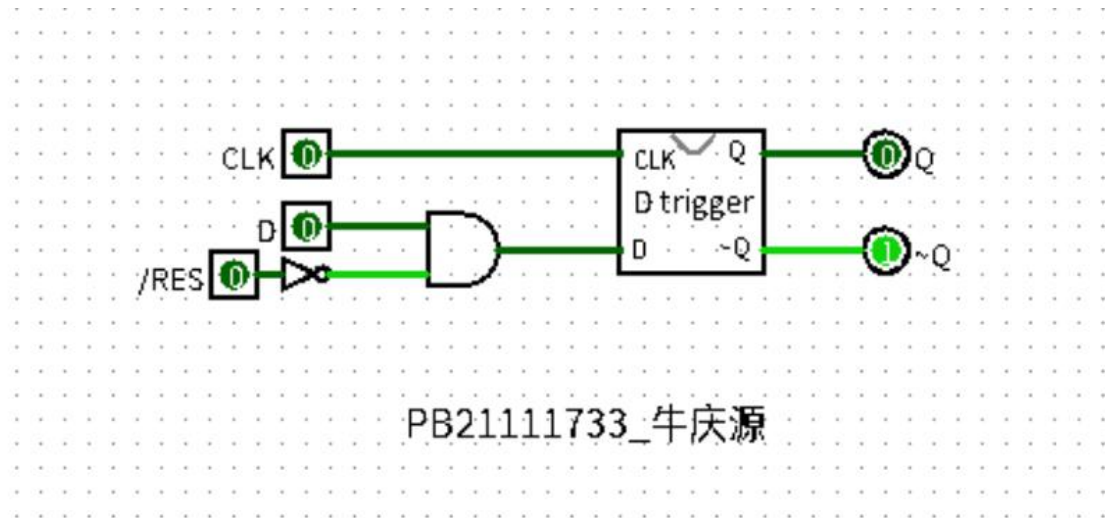 CLK 0 CLK Q 0 Q
D 0 D trigger
/RES 0 D ~Q 1 ~Q
PB21111733_牛庆源